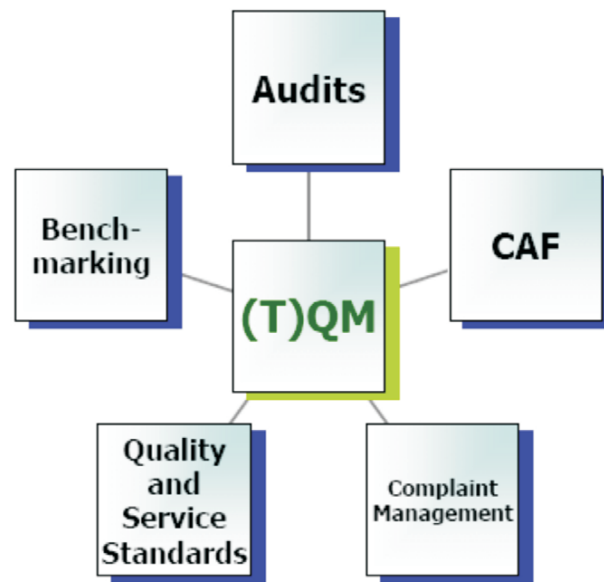 Audits
Bench-
marking
CAF
(T)QM
Quality
and
Service
Standards
Complaint
Management